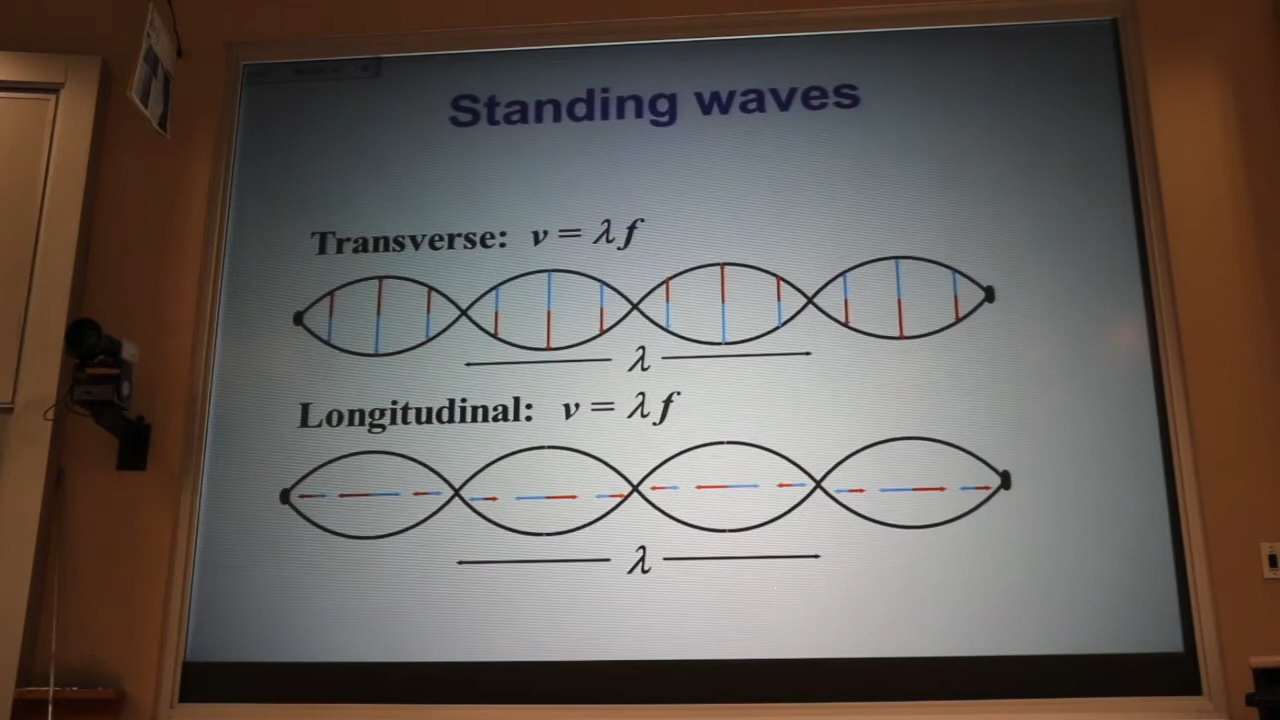 Standing waves
Transverse: v = λf
λ
Longitudinal: v = λf
λ